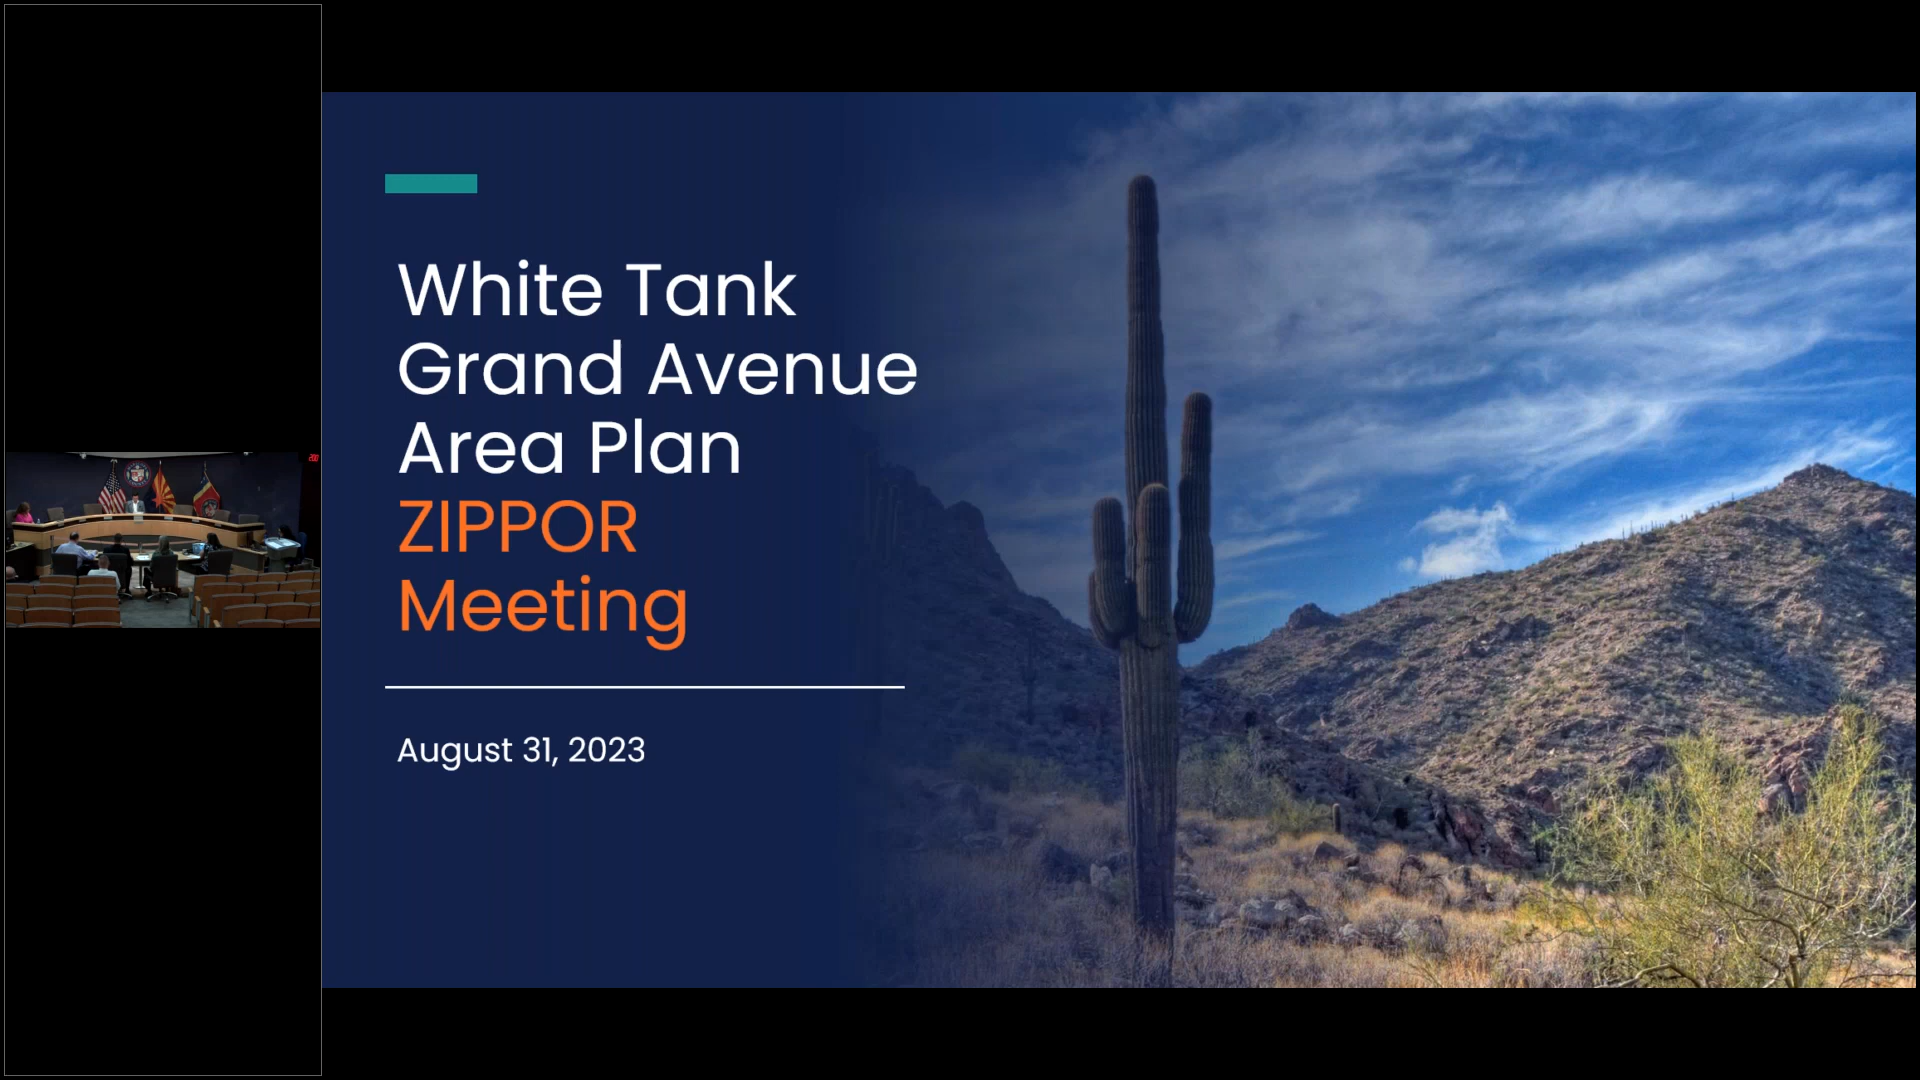 White Tank
Grand Avenue
Area Plan
ZIPPOR
Meeting
August 31, 2023